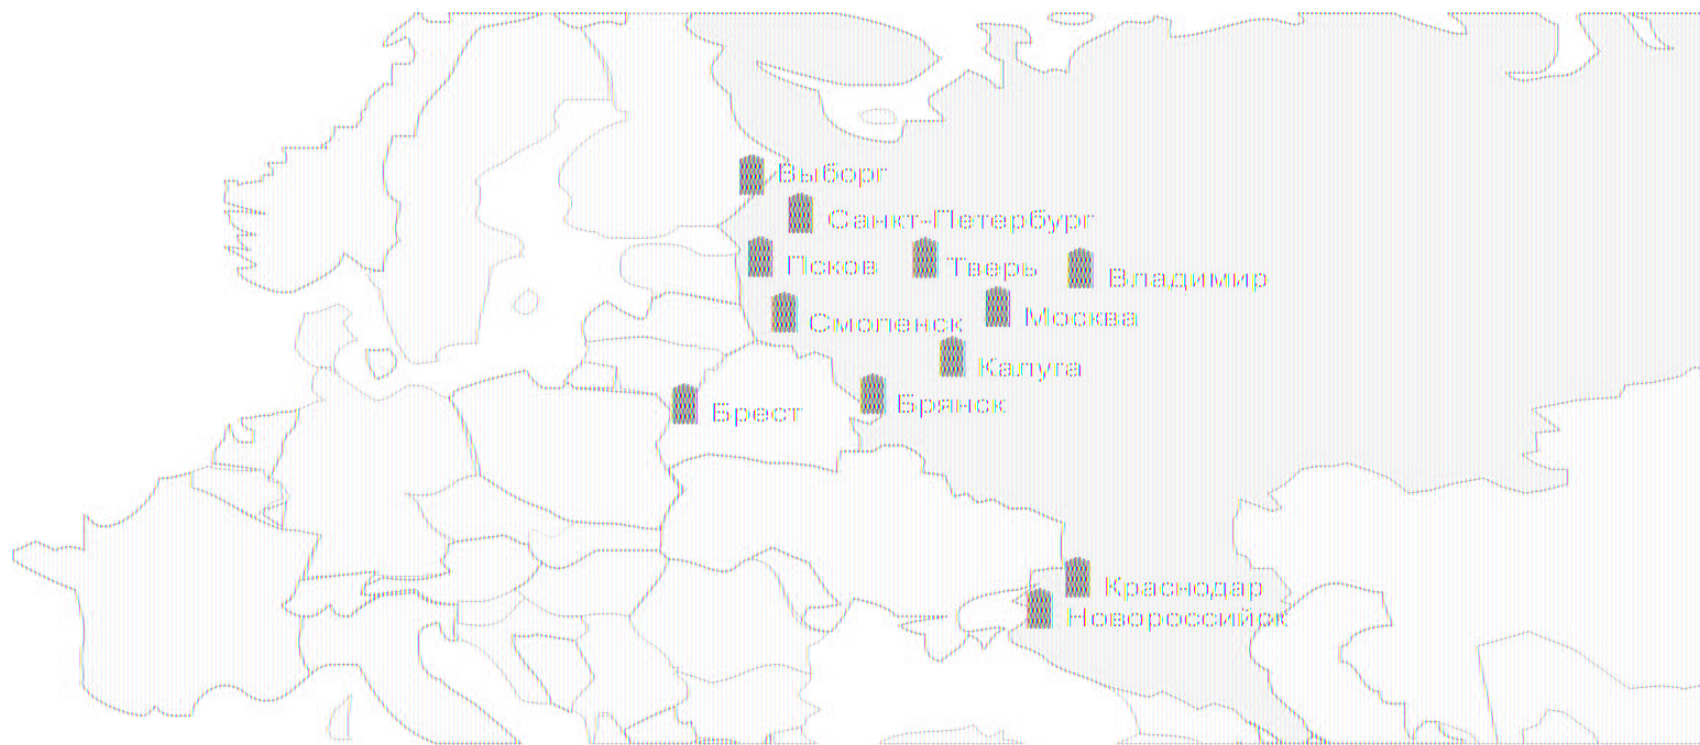 Выборг
Санкт-Петербург
Псков
Тверь
Владимир
Смоленск
Москва
Калуга
Брест
Брянск
Краснодар
Новороссийск